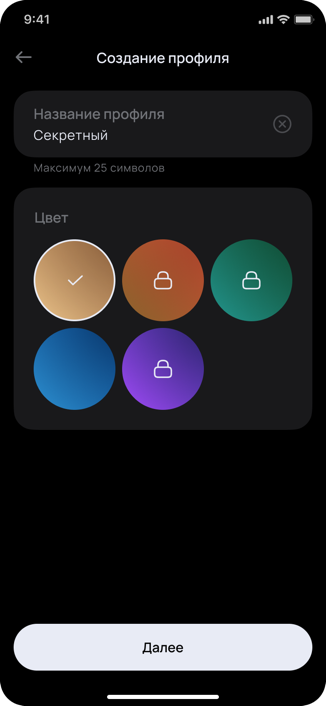 9:41
Создание профиля
Название профиля
Секретный
Максимум 25 символов
Цвет
Далее